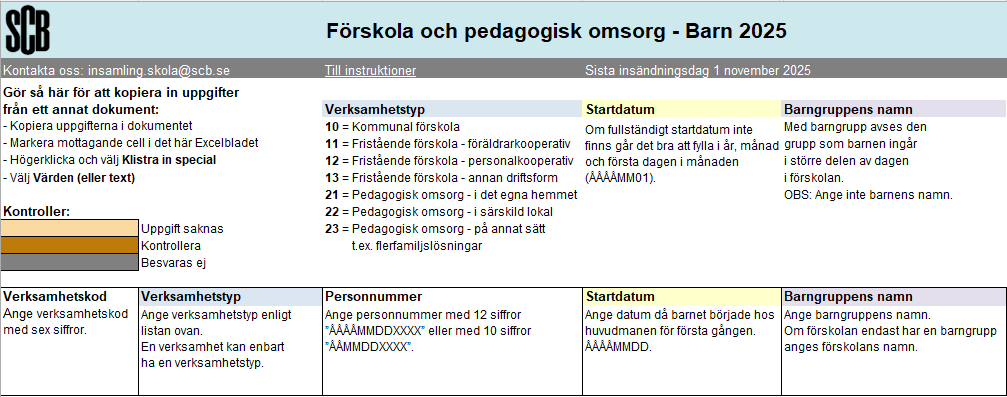 SCB
Förskola och pedagogisk omsorg - Barn 2025
Kontakta oss: insamling.skola@scb.se
Till instruktioner
Sista insändningsdag 1 november 2025
Gör så här för att kopiera in uppgifter
från ett annat dokument:
- Kopiera uppgifterna i dokumentet
- Markera mottagande cell i det här Excelbladet
- Högerklicka och välj Klistra in special
- Välj Värden (eller text)
Kontroller:
Uppgift saknas
Kontrollera
Besvaras ej
Verksamhetstyp
10 = Kommunal förskola
11 = Fristående förskola - föräldrarkooperativ
12 = Fristående förskola - personalkooperativ
13 = Fristående förskola - annan driftsform
21 = Pedagogisk omsorg - i det egna hemmet
22 = Pedagogisk omsorg - i särskild lokal
23 = Pedagogisk omsorg - på annat sätt
t.ex. flerfamiljslösningar
Startdatum
Om fullständigt startdatum inte
finns går det bra att fylla i år, månad
och första dagen i månaden
(ÅÅÅÅMM01).
Barngruppens namn
Med barngrupp avses den
grupp som barnen ingår
i större delen av dagen
i förskolan.
OBS: Ange inte barnens namn.
Verksamhetskod
Ange verksamhetskod
med sex siffror.
Verksamhetstyp
Ange verksamhetstyp enligt
listan ovan.
En verksamhet kan enbart
ha en verksamhetstyp.
Personnummer
Ange personnummer med 12 siffror
"ÅÅÅÅMMDDXXXX" eller med 10 siffror
"ÅÅMMDDXXXX".
Startdatum
Ange datum då barnet började hos
huvudmanen för första gången.
ÅÅÅÅMMDD.
Barngruppens namn
Ange barngruppens namn.
Om förskolan endast har en barngrupp
anges förskolans namn.